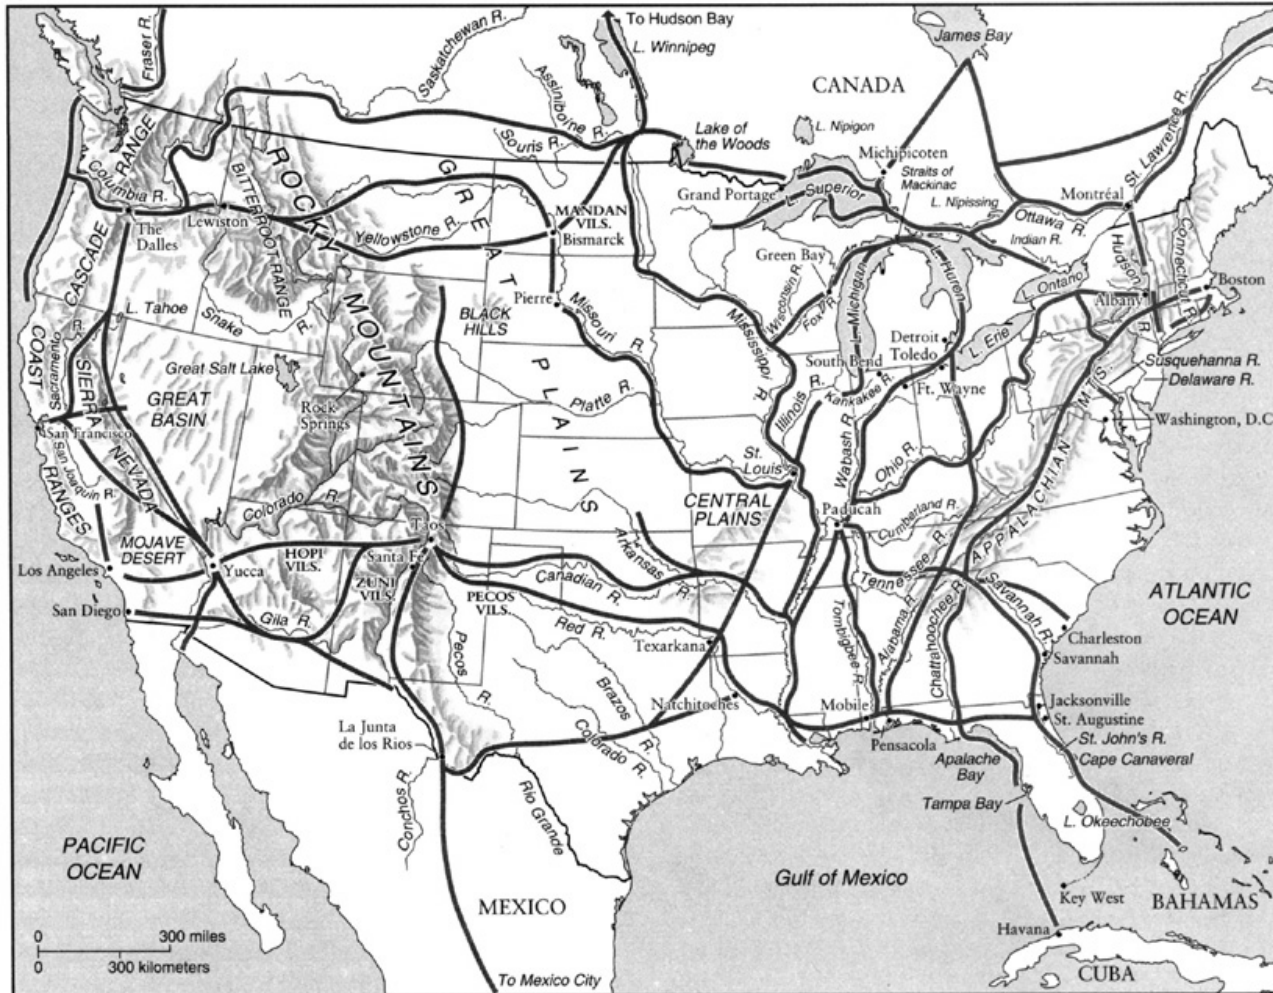 To Hudson Bay
L. Winnipeg
James Bay
Fraser R.
Saskatchewan R.
Assiniboine R.
Souris R.
CANADA
L. Nipigon
Lake of
the Woods
Michipicoten
Straits of
Mackinac
L. Nipissing
St. Lawrence R.
Grand Portage
L. Superior
Montréal
Ottawa R.
Indian R.
Columbia R.
CASCADE RANGE
The
Dalles
Lewiston
BITTERROOT RANGE
ROCKY MOUNTAINS
GREAT PLAINS
Yellowstone R.
MANDAN
VILS.
Bismarck
Green Bay
Wisconsin R.
Fox R.
L. Michigan
L. Huron
L. Ontario
Hudson R.
Connecticut R.
Albany
Boston
L. Tahoe
Snake R.
BLACK
HILLS
Pierre
Missouri R.
Mississippi R.
Detroit
Toledo
L. Erie
South Bend
Kankakee R.
Ft. Wayne
Susquehanna R.
Delaware R.
COAST RANGES
Sacramento R.
SIERRA NEVADA
Great Salt Lake
GREAT
BASIN
Rock
Springs
Platte R.
Illinois R.
Wabash R.
Ohio R.
APPALACHIAN MTS.
Washington, D.C
San Francisco
San Joaquin R.
St.
Louis
CENTRAL
PLAINS
Colorado R.
Paducah
Cumberland R.
MOJAVE
DESERT
HOPI
VILS.
Taos
Santa Fe
Los Angeles
Yucca
ZUNI
VILS.
PECOS
VILS.
Canadian R.
Arkansas R.
Tennessee R.
Savannah R.
ATLANTIC
OCEAN
San Diego
Gila R.
Pecos R.
Red R.
Texarkana
Tombigbee R.
Alabama R.
Chattahoochee R.
Charleston
Savannah
Natchitoches
Brazos R.
Colorado R.
Mobile
Pensacola
Jacksonville
St. Augustine
St. John's R.
Cape Canaveral
La Junta
de los Rios
Conchos R.
Rio Grande
Apalache
Bay
Tampa Bay
L. Okeechobee
PACIFIC
OCEAN
Gulf of Mexico
Key West
BAHAMAS
MEXICO
Havana
CUBA
0 300 miles
0 300 kilometers
To Mexico City